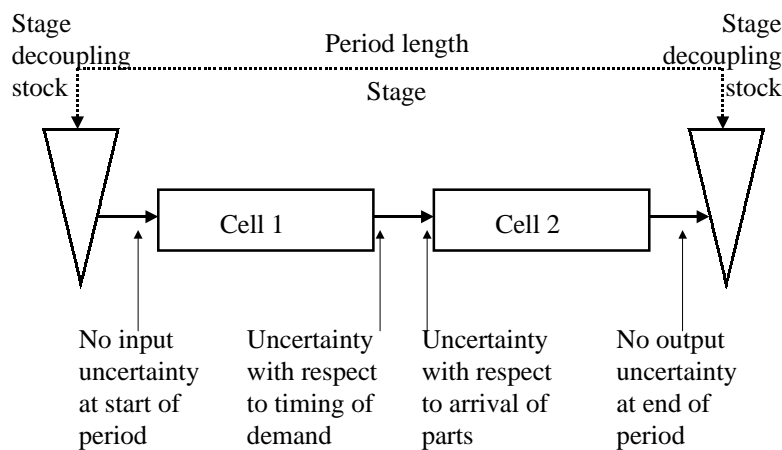 Stage
decoupling
stock
Period length
Stage
Stage
decoupling
stock
Cell 1
Cell 2
No input
uncertainty
at start of
period
Uncertainty
with respect
to timing of
demand
Uncertainty
with respect
to arrival of
parts
No output
uncertainty
at end of
period